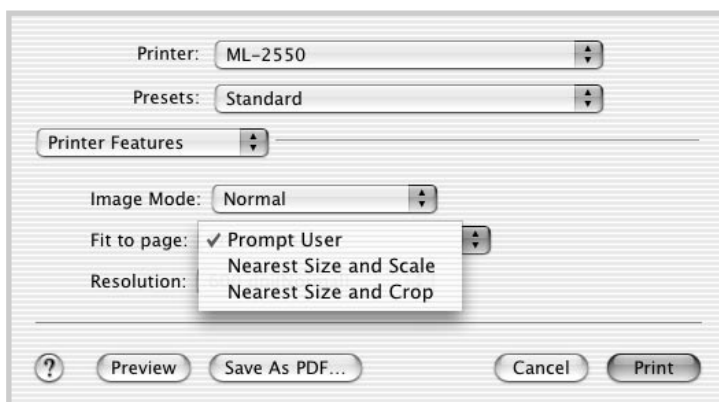 Printer: ML-2550
Presets: Standard
Printer Features
Image Mode: Normal
Fit to page: ✓ Prompt User
Nearest Size and Scale
Resolution:
Nearest Size and Crop
? Preview Save As PDF... Cancel Print